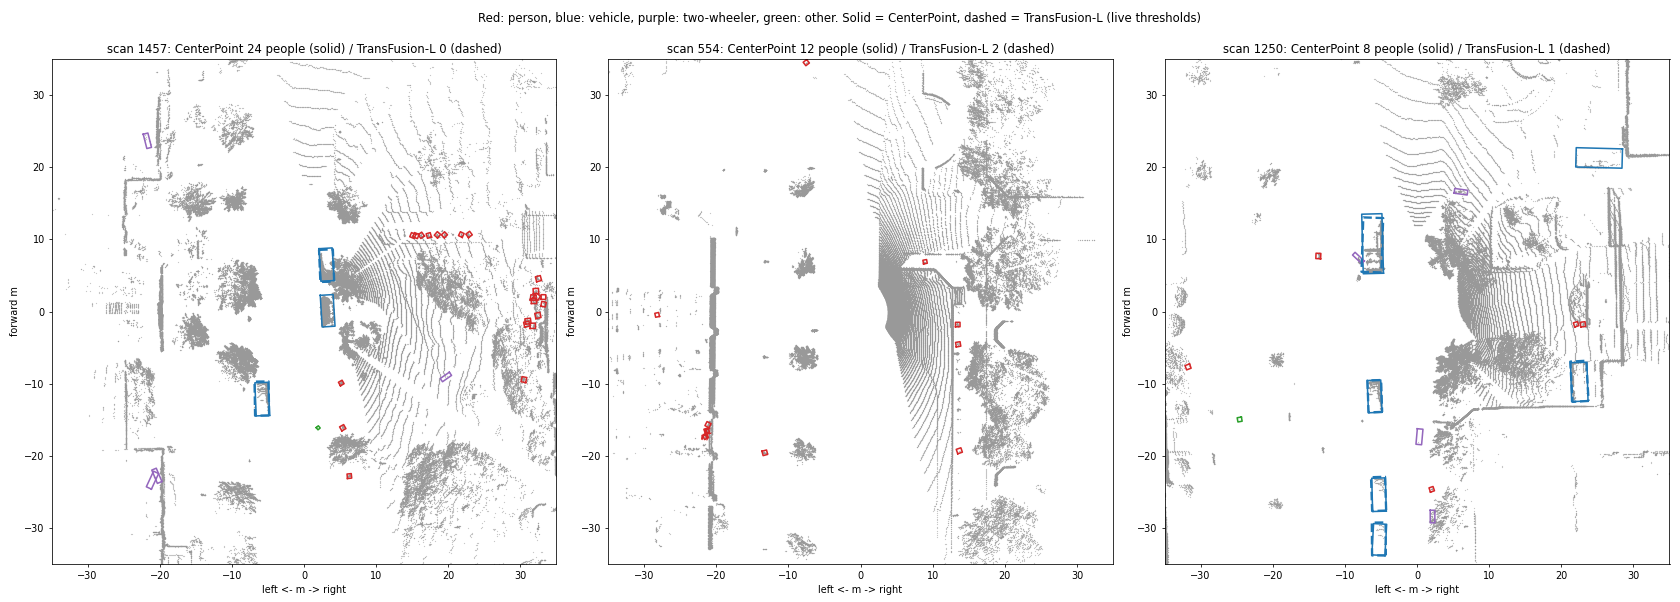 Red: person, blue: vehicle, purple: two-wheeler, green: other. Solid = CenterPoint, dashed = TransFusion-L (live thresholds)
scan 1457: CenterPoint 24 people (solid) / TransFusion-L 0 (dashed)
scan 554: CenterPoint 12 people (solid) / TransFusion-L 2 (dashed)
scan 1250: CenterPoint 8 people (solid) / TransFusion-L 1 (dashed)
forward m
30
20
10
0
−10
−20
−30
−30 −20 −10 0 10 20 30
left <- m -> right
forward m
30
20
10
0
−10
−20
−30
−30 −20 −10 0 10 20 30
left <- m -> right
forward m
30
20
10
0
−10
−20
−30
−30 −20 −10 0 10 20 30
left <- m -> right